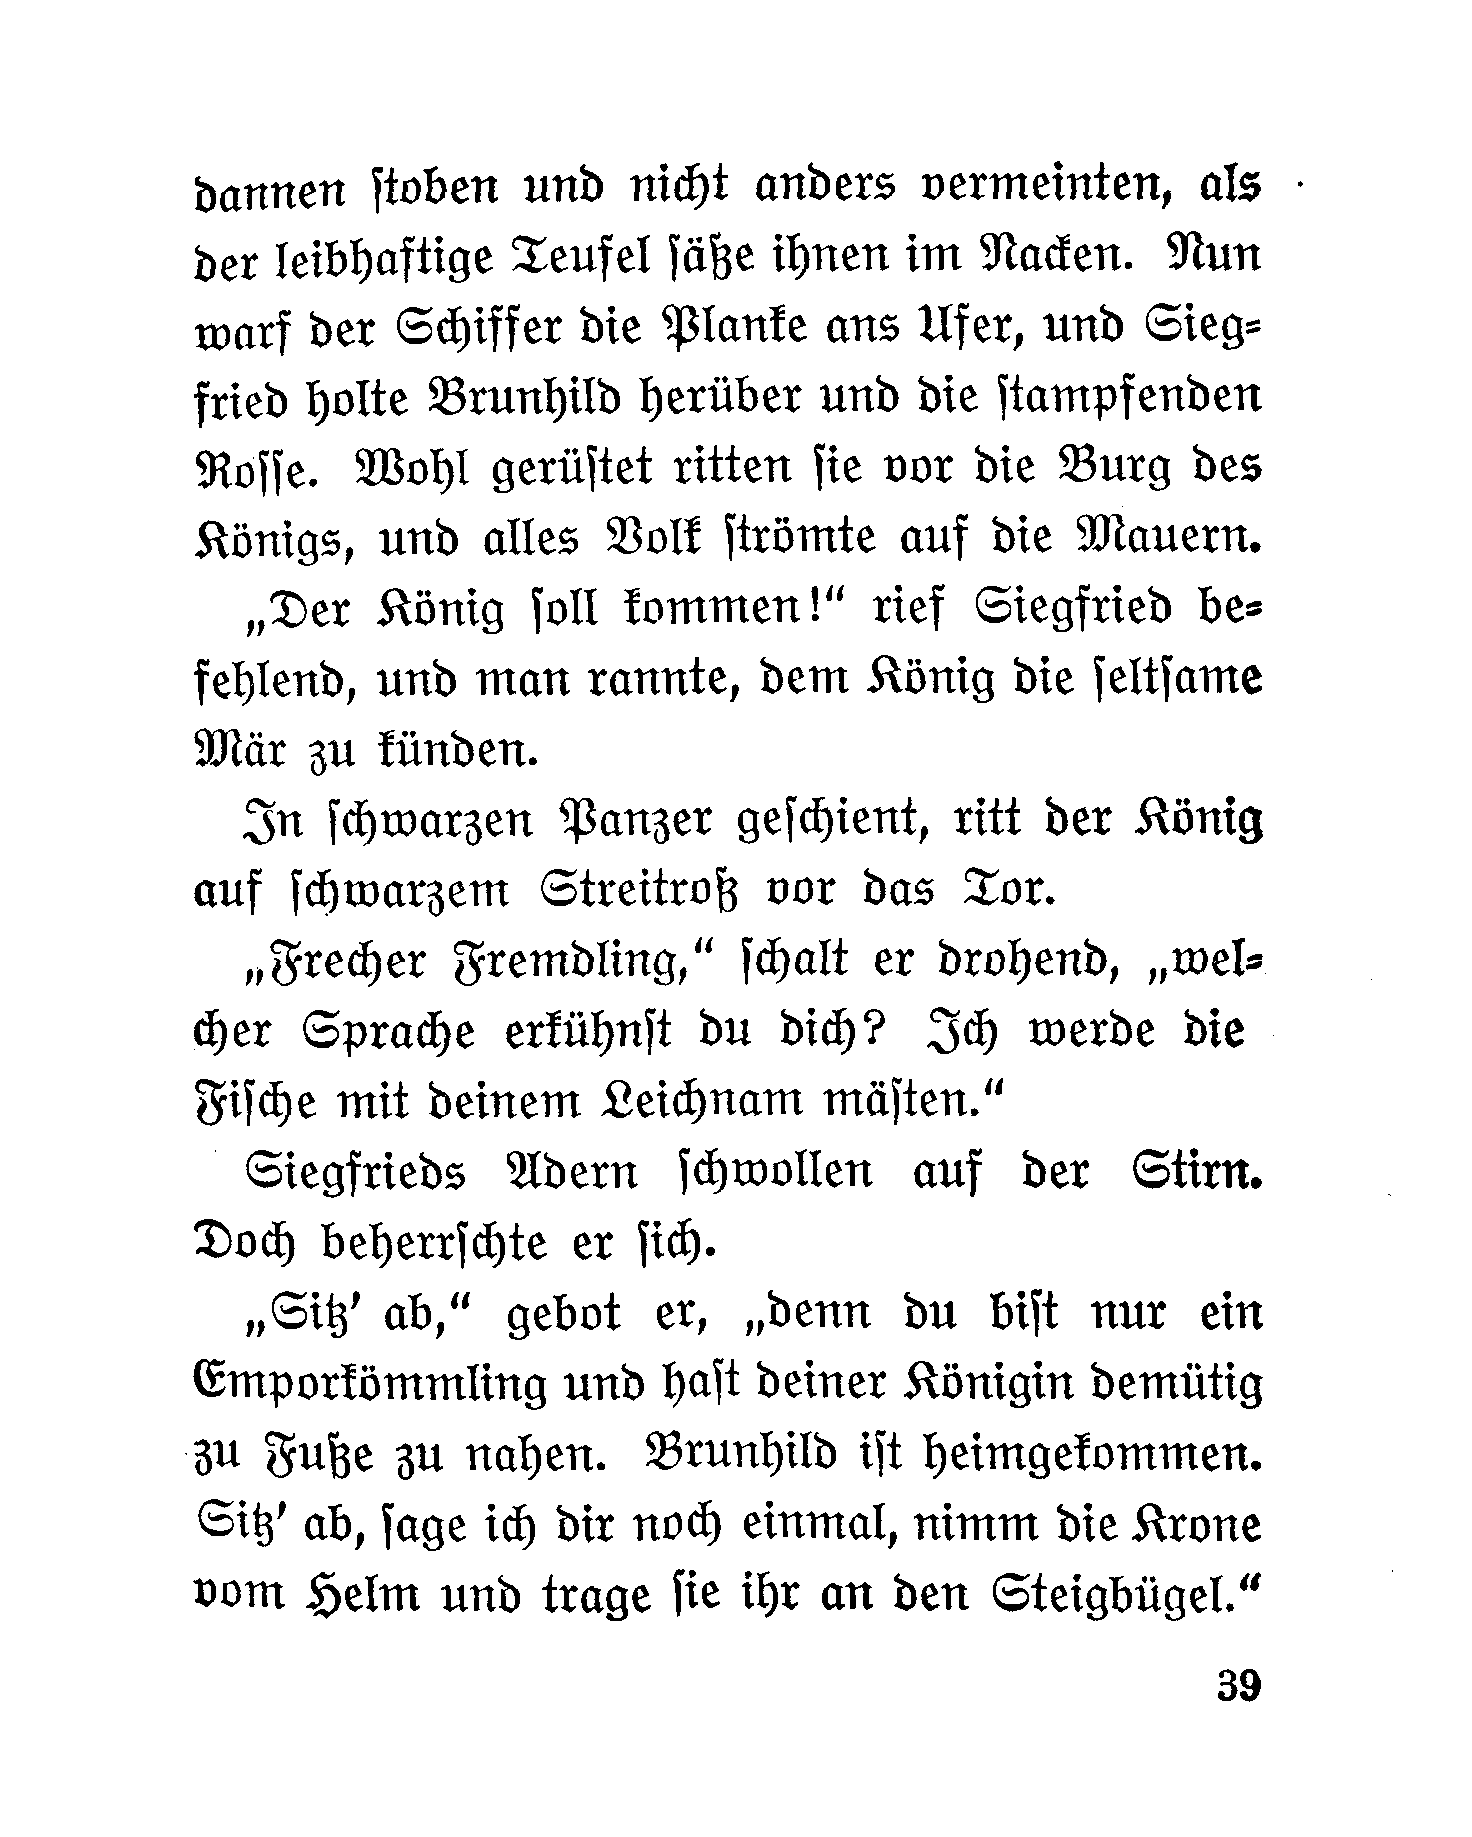 dannen ſtoben und nicht anders vermeinten, als
der leibhaftige Teufel ſäße ihnen im Nacken. Nun
warf der Schiffer die Planke ans Ufer, und Sieg-
fried holte Brunhild herüber und die ſtampfenden
Roſſe. Wohl gerüſtet ritten ſie vor die Burg des
Königs, und alles Volk ſtrömte auf die Mauern.
„Der König ſoll kommen!“ rief Siegfried be-
fehlend, und man rannte, dem König die ſeltſame
Mär zu künden.
In ſchwarzen Panzer geſchient, ritt der König
auf ſchwarzem Streitroß vor das Tor.
„Frecher Fremdling,“ ſchalt er drohend, „wel-
cher Sprache erkühnſt du dich? Ich werde die
Fiſche mit deinem Leichnam mäſten.“
Siegfrieds Adern ſchwollen auf der Stirn.
Doch beherrſchte er ſich.
„Sitz’ ab,“ gebot er, „denn du biſt nur ein
Emporkömmling und haſt deiner Königin demütig
zu Fuße zu nahen. Brunhild iſt heimgekommen.
Sitz’ ab, ſage ich dir noch einmal, nimm die Krone
vom Helm und trage ſie ihr an den Steigbügel.“
39